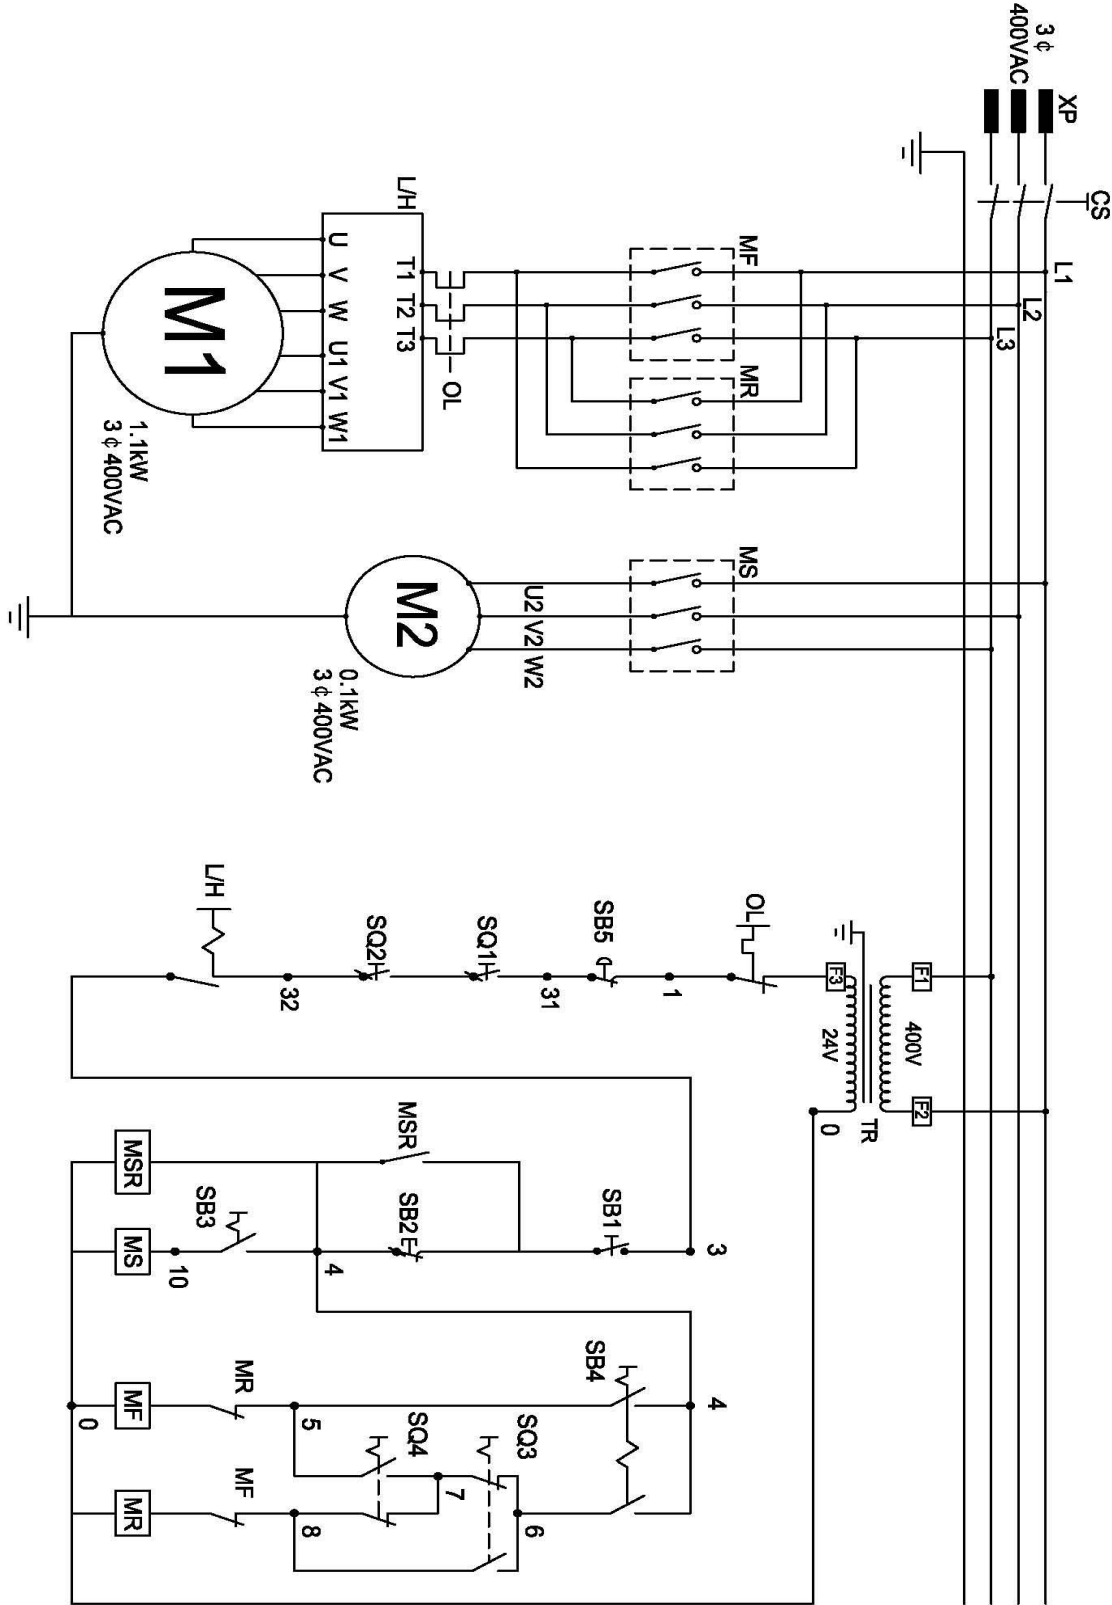 3 ¢
400VAC
XP
CS
L1
L2
L3
MF
MR
MS
L/H
T1
T2
T3
OL
U
V
W
U1
V1
W1
M1
1.1kW
3 ¢ 400VAC
U2 V2 W2
M2
0.1kW
3 ¢ 400VAC
F1
F2
400V
TR
F3
24V
0
OL
1
SB5
31
SQ1
SQ2
32
L/H
3
SB1
MSR
SB2
4
SB3
10
MSR
MS
4
SB4
SQ3
6
7
SQ4
5
8
MR
MF
0
MF
MR